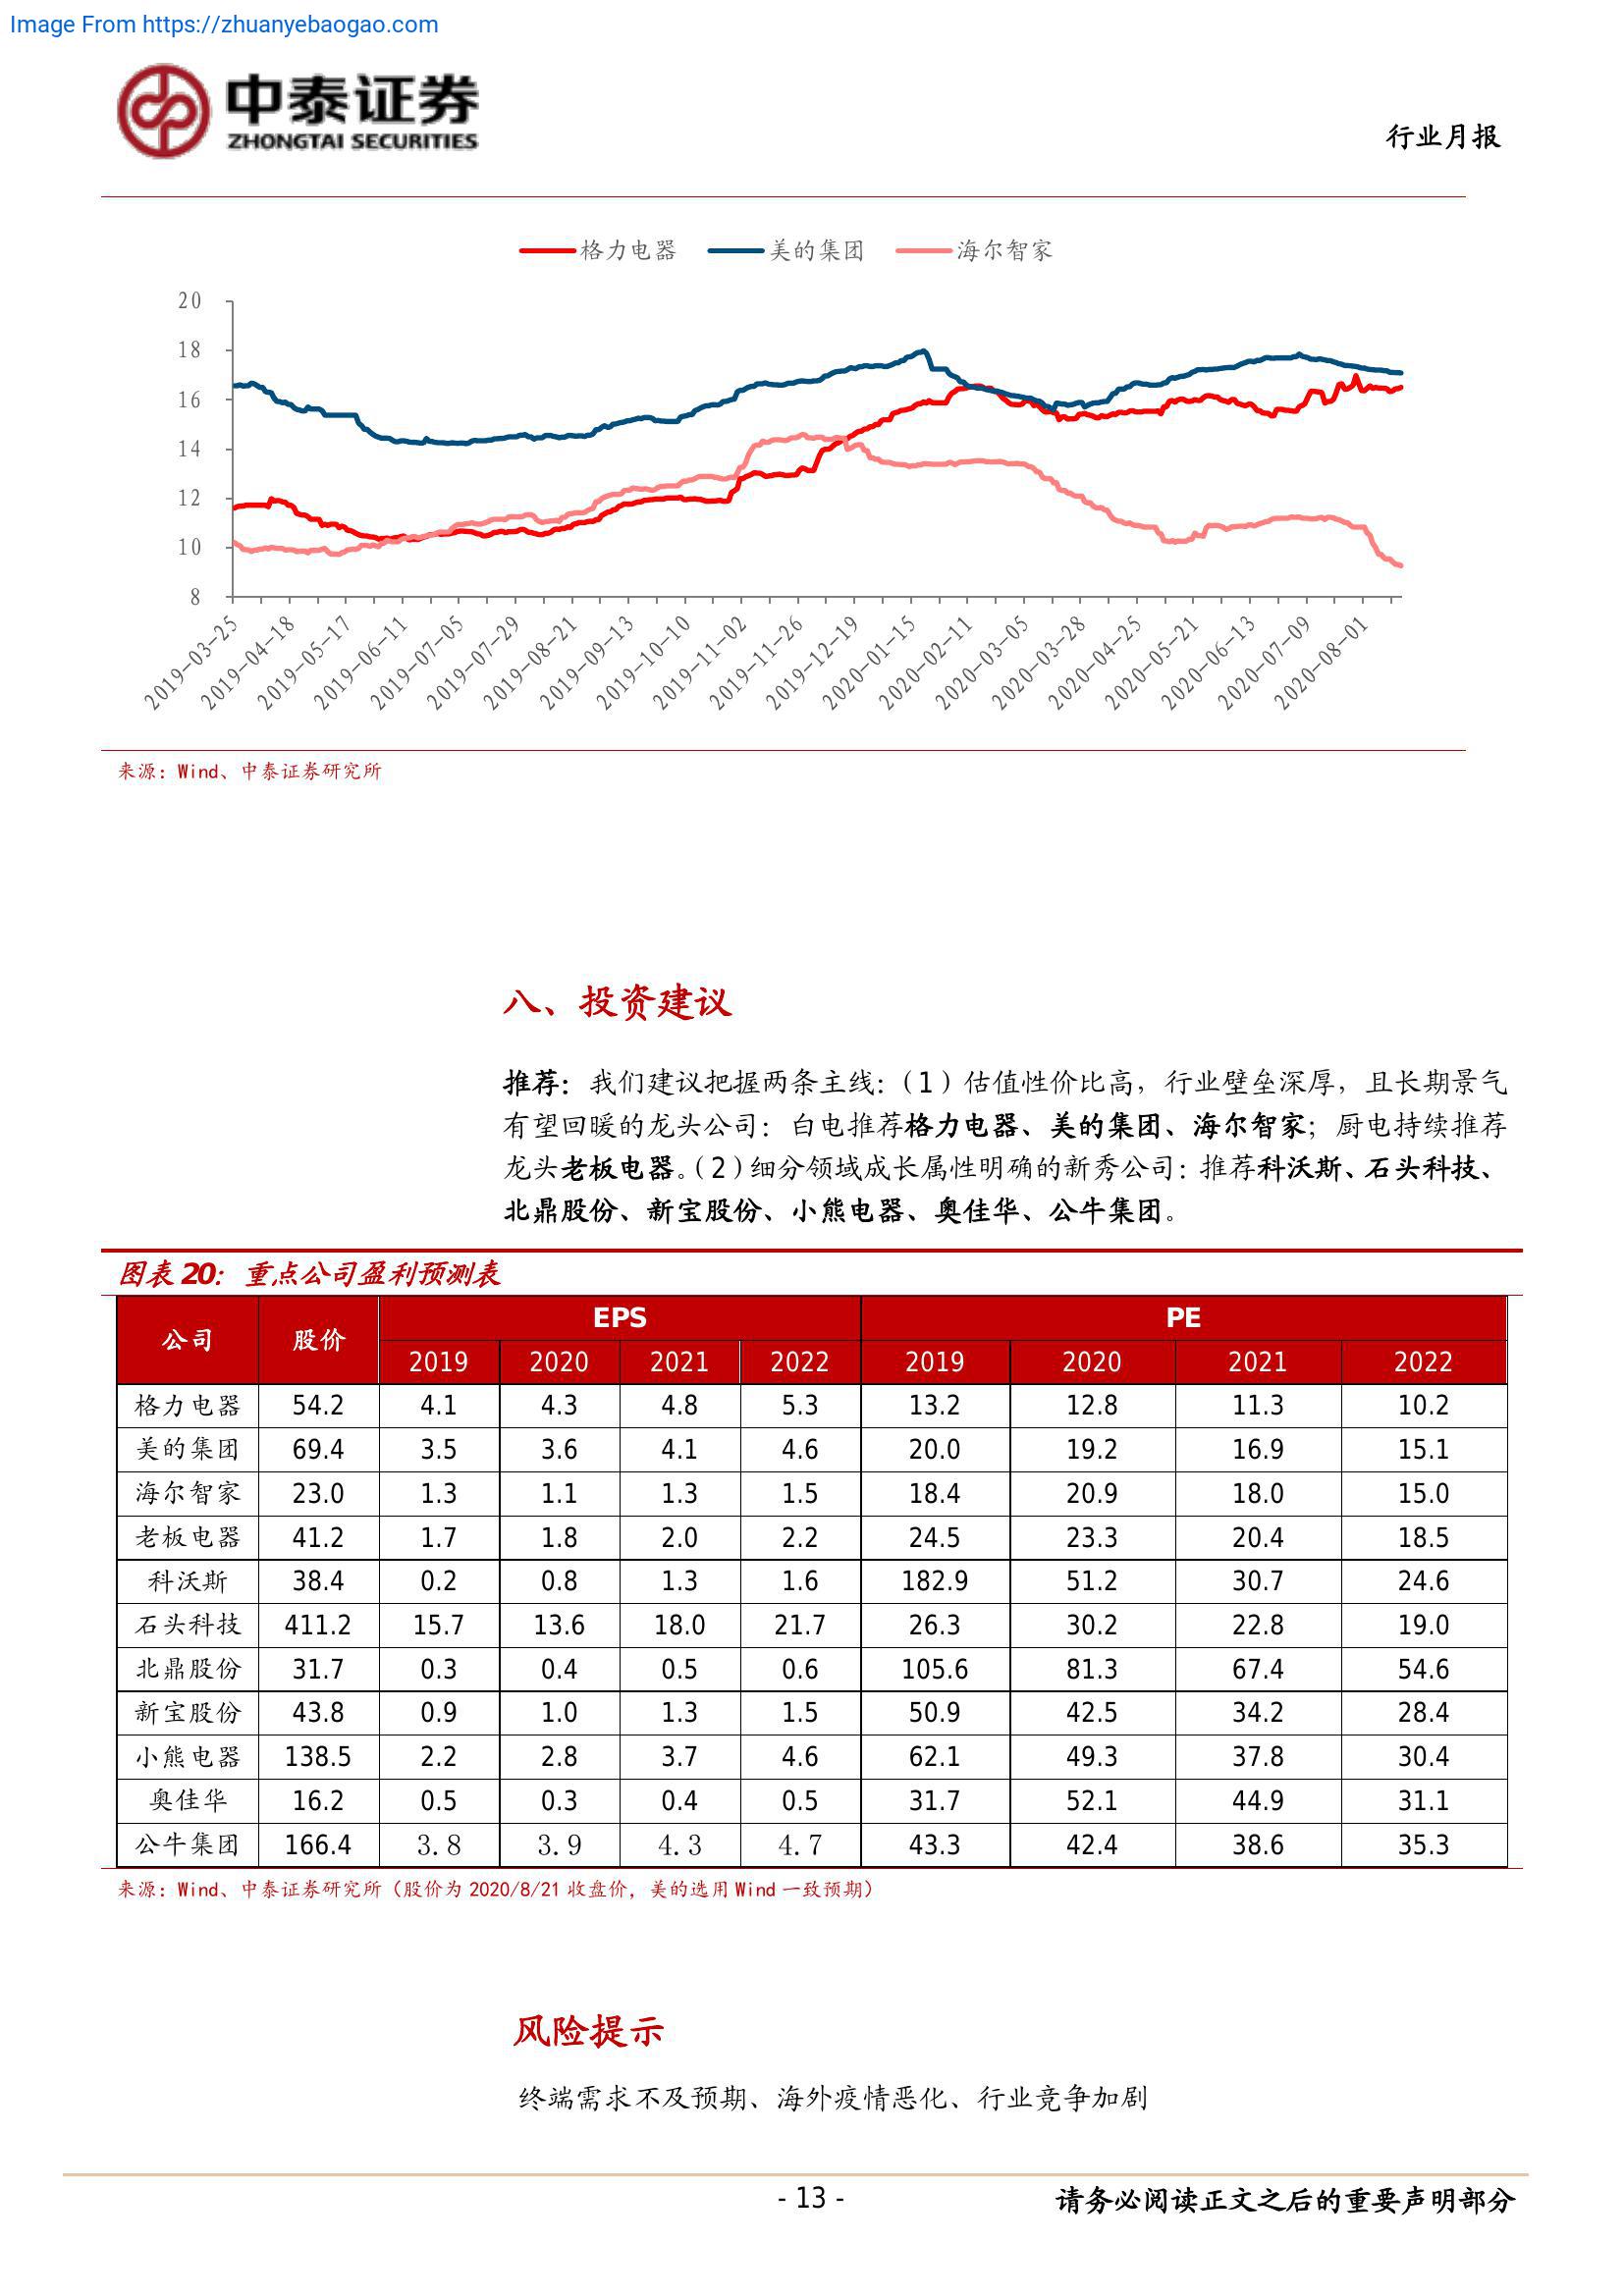 Image From https://zhuanyebaogao.com
中泰证券
ZHONGTAI SECURITIES
行业月报
格力电器 美的集团 海尔智家
20
18
16
14
12
10
8
2019-03-25 2019-04-18 2019-05-17 2019-06-11 2019-07-05 2019-07-29 2019-08-21 2019-09-13 2019-10-10 2019-11-02 2019-11-26 2019-12-19 2020-01-15 2020-02-11 2020-03-05 2020-03-28 2020-04-25 2020-05-21 2020-06-13 2020-07-09 2020-08-01
来源：Wind、中泰证券研究所
八、投资建议
推荐：我们建议把握两条主线：（1）估值性价比高，行业壁垒深厚，且长期景气
有望回暖的龙头公司：白电推荐格力电器、美的集团、海尔智家；厨电持续推荐
龙头老板电器。（2）细分领域成长属性明确的新秀公司：推荐科沃斯、石头科技、
北鼎股份、新宝股份、小熊电器、奥佳华、公牛集团。
图表 20：重点公司盈利预测表
公司 股价 EPS PE
2019 2020 2021 2022 2019 2020 2021 2022
格力电器 54.2 4.1 4.3 4.8 5.3 13.2 12.8 11.3 10.2
美的集团 69.4 3.5 3.6 4.1 4.6 20.0 19.2 16.9 15.1
海尔智家 23.0 1.3 1.1 1.3 1.5 18.4 20.9 18.0 15.0
老板电器 41.2 1.7 1.8 2.0 2.2 24.5 23.3 20.4 18.5
科沃斯 38.4 0.2 0.8 1.3 1.6 182.9 51.2 30.7 24.6
石头科技 411.2 15.7 13.6 18.0 21.7 26.3 30.2 22.8 19.0
北鼎股份 31.7 0.3 0.4 0.5 0.6 105.6 81.3 67.4 54.6
新宝股份 43.8 0.9 1.0 1.3 1.5 50.9 42.5 34.2 28.4
小熊电器 138.5 2.2 2.8 3.7 4.6 62.1 49.3 37.8 30.4
奥佳华 16.2 0.5 0.3 0.4 0.5 31.7 52.1 44.9 31.1
公牛集团 166.4 3.8 3.9 4.3 4.7 43.3 42.4 38.6 35.3
来源：Wind、中泰证券研究所（股价为 2020/8/21 收盘价，美的选用 Wind 一致预期）
风险提示
终端需求不及预期、海外疫情恶化、行业竞争加剧
- 13 -
请务必阅读正文之后的重要声明部分